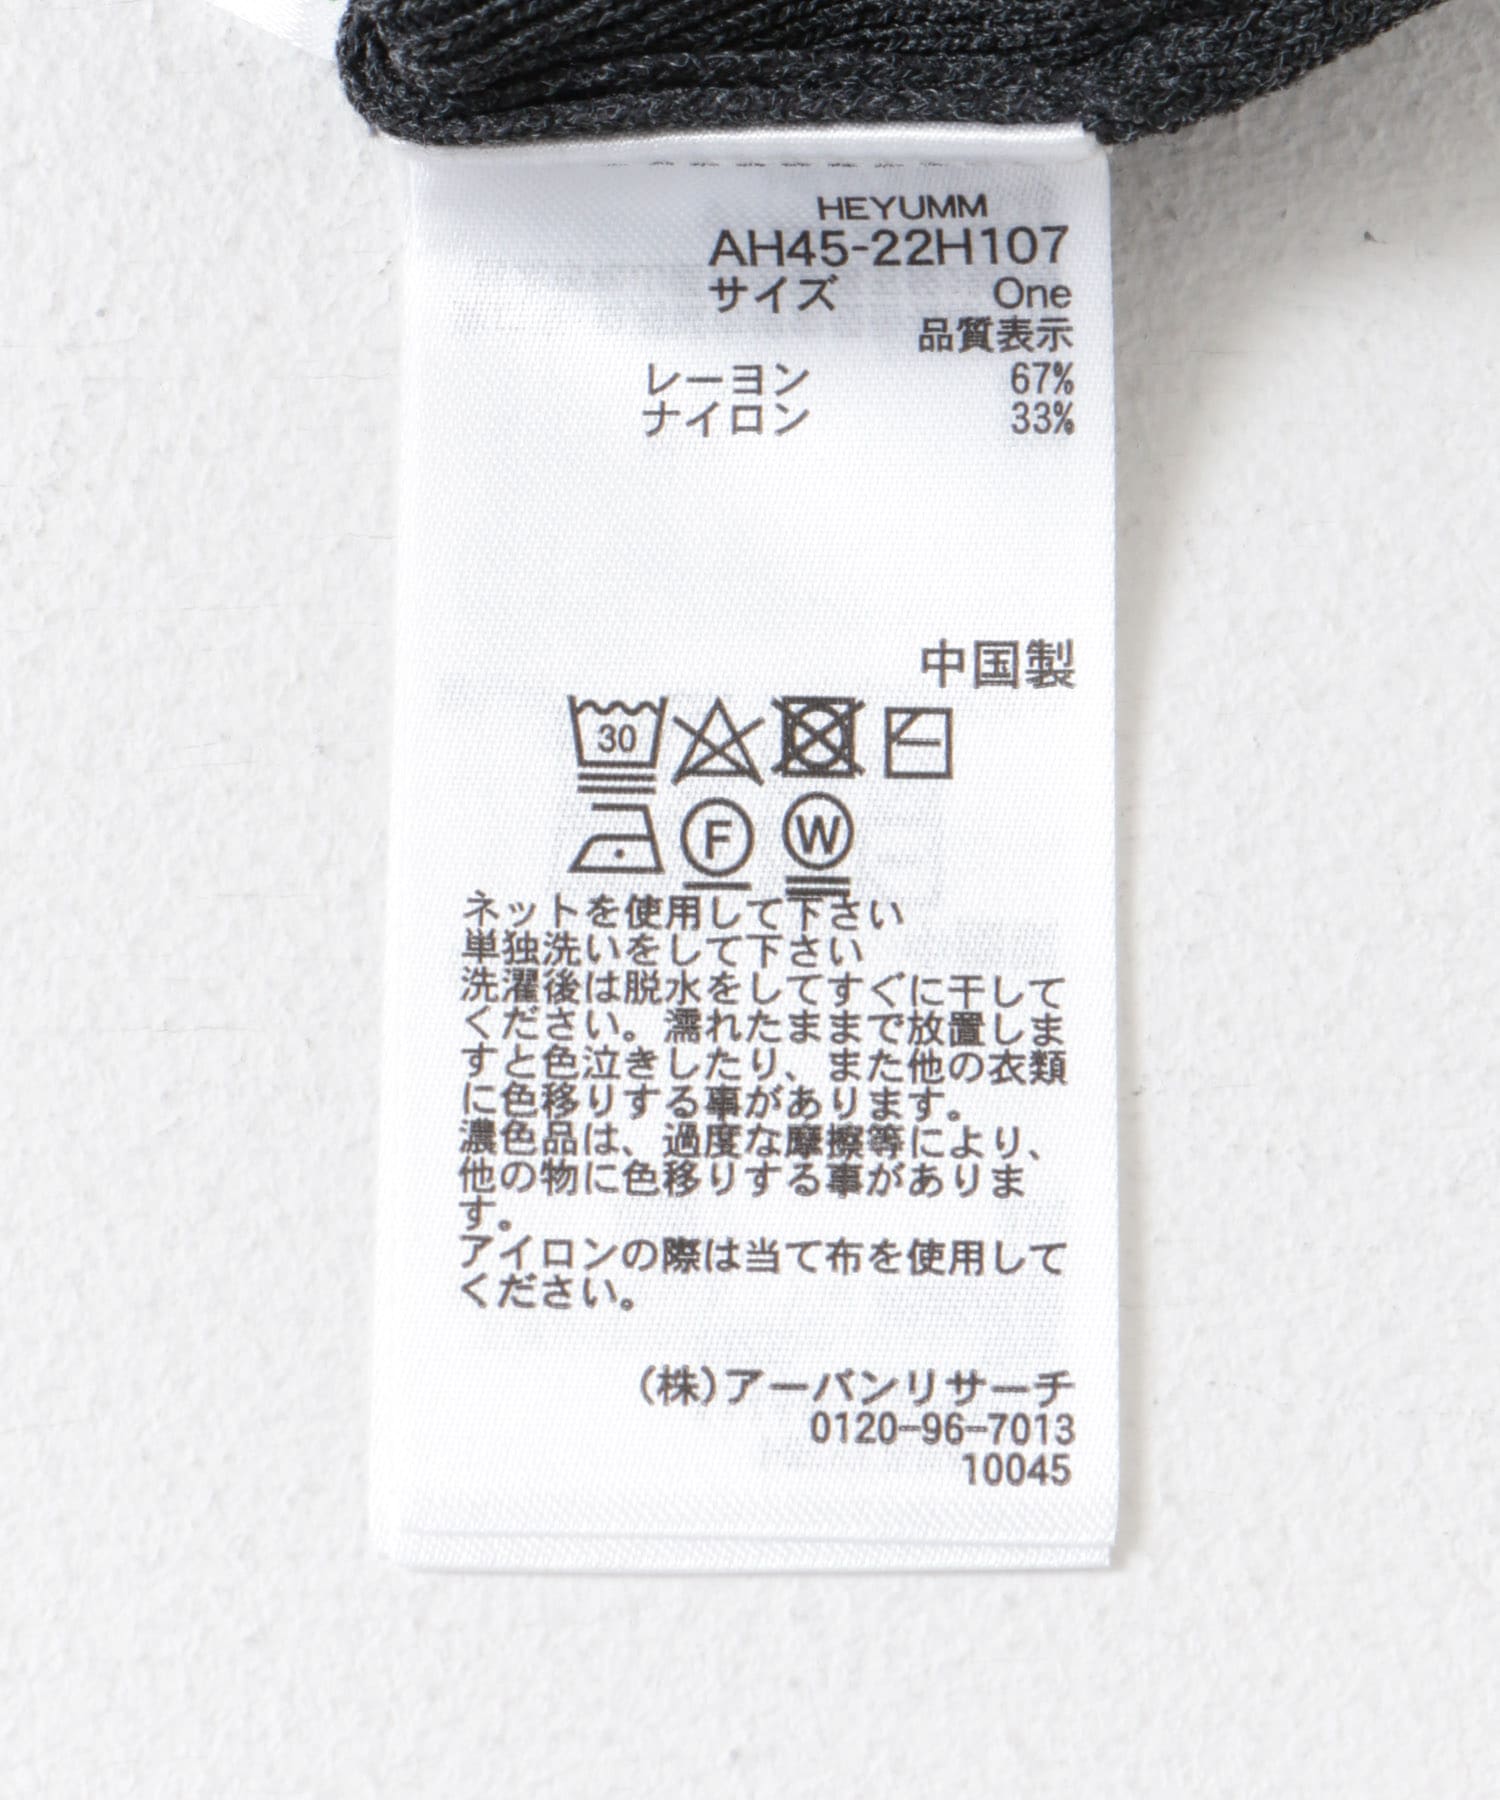 HEYUMM
AH45-22H107
サイズ One
品質表示
レーヨン 67%
ナイロン 33%
中国製
30
F W
ネットを使用して下さい
単独洗いをして下さい
洗濯後は脱水をしてすぐに干して
ください。濡れたままで放置しま
すと色泣きしたり、また他の衣類
に色移りする事があります。
濃色品は、過度な摩擦等により、
他の物に色移りする事がありま
す。
アイロンの際は当て布を使用して
ください。
(株)アーバンリサーチ
0120-96-7013
10045